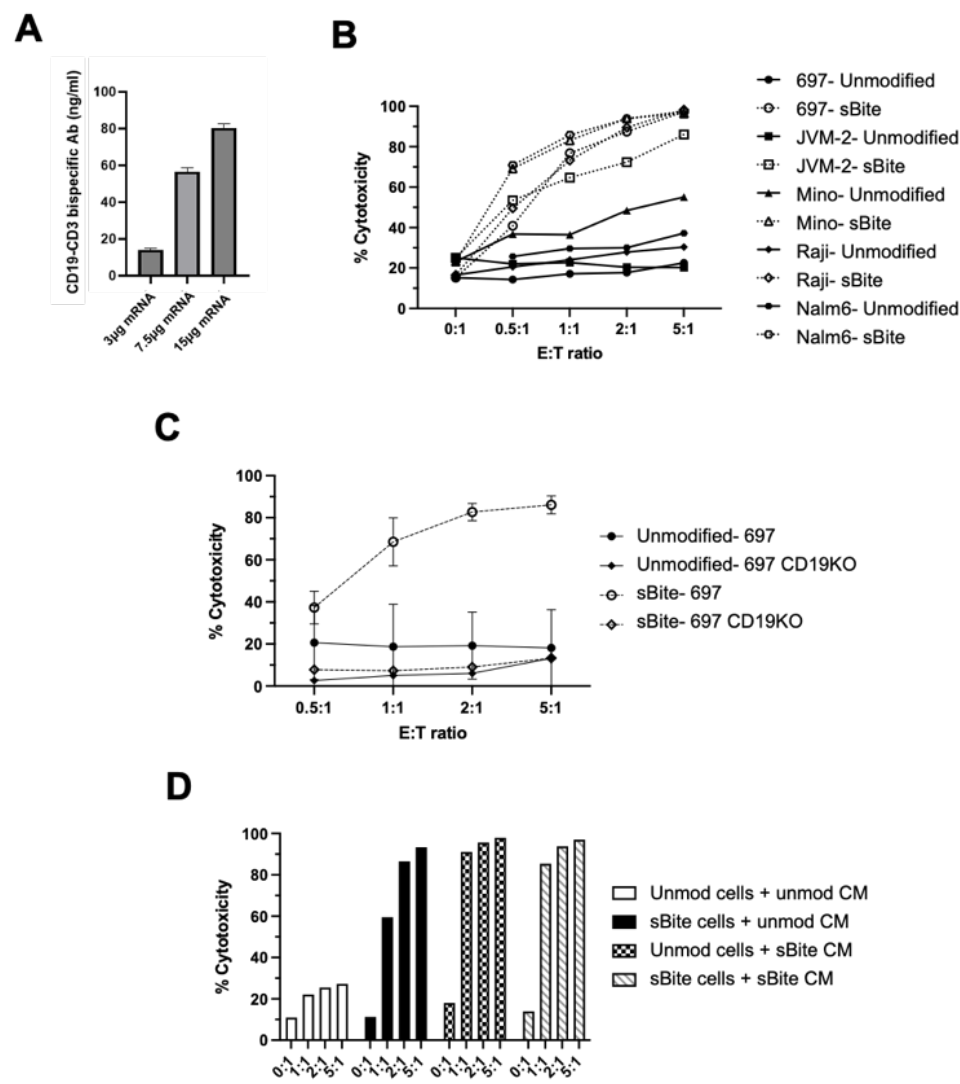 A
CD19-CD3 bispecific Ab (ng/ml)
100
80
60
40
20
0
3µg mRNA
7.5µg mRNA
15µg mRNA
B
% Cytotoxicity
100
80
60
40
20
0
0:1
0.5:1
1:1
2:1
5:1
E:T ratio
697- Unmodified
697- sBite
JVM-2- Unmodified
JVM-2- sBite
Mino- Unmodified
Mino- sBite
Raji- Unmodified
Raji- sBite
Nalm6- Unmodified
Nalm6- sBite
C
% Cytotoxicity
100
80
60
40
20
0
0.5:1
1:1
2:1
5:1
E:T ratio
Unmodified- 697
Unmodified- 697 CD19KO
sBite- 697
sBite- 697 CD19KO
D
% Cytotoxicity
100
80
60
40
20
0
0:1
1:1
2:1
5:1
0:1
1:1
2:1
5:1
0:1
1:1
2:1
5:1
0:1
1:1
2:1
5:1
Unmod cells + unmod CM
sBite cells + unmod CM
Unmod cells + sBite CM
sBite cells + sBite CM